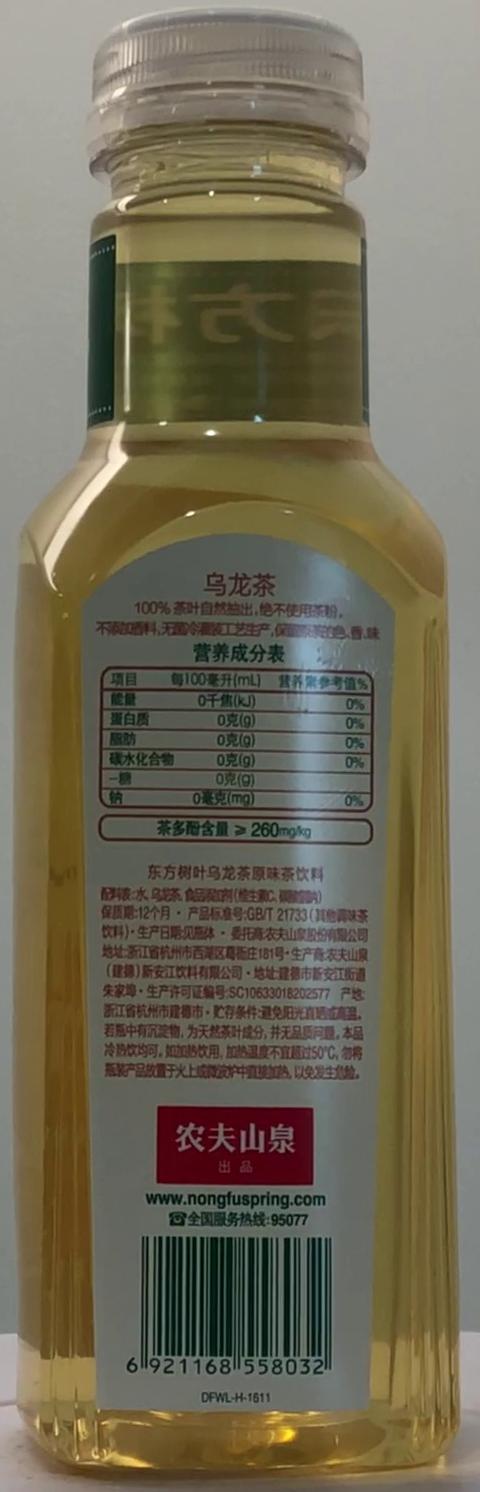 乌龙茶
100%茶叶自然抽出,绝不使用茶粉,
不添加香料,无菌冷灌装工艺生产,保留原茶的色、香、味
营养成分表
项目 每100毫升(mL) 营养素参考值%
能量 0千焦(kJ) 0%
蛋白质 0克(g) 0%
脂肪 0克(g) 0%
碳水化合物 0克(g) 0%
-糖 0克(g)
钠 0毫克(mg) 0%
茶多酚含量 ≥ 260mg/kg
东方树叶乌龙茶原味茶饮料
配料表:水、乌龙茶、食品添加剂(维生素C、碳酸氢钠)
保质期:12个月 · 产品标准号:GB/T 21733(其他调味茶
饮料)· 生产日期:见瓶体 · 委托商:农夫山泉股份有限公司
地址:浙江省杭州市西湖区葛衙庄181号·生产商:农夫山泉
(建德)新安江饮料有限公司·地址:建德市新安江街道
朱家埠·生产许可证编号:SC10633018202577 产地:
浙江省杭州市建德市·贮存条件:避免阳光直晒或高温。
若瓶中有沉淀物,为天然茶叶成分,并无品质问题。本品
冷热饮均可。如加热饮用,加热温度不宜超过50°C,勿将
瓶装产品放置于火上或微波炉中直接加热,以免发生危险。
农夫山泉
出品
www.nongfuspring.com
☎全国服务热线:95077
6 921168 558032
DFWL-H-1611